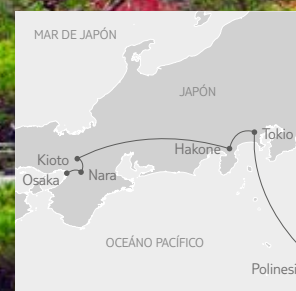 MAR DE JAPÓN
JAPÓN
Tokio
Hakone
Kioto
Nara
Osaka
OCEÁNO PACÍFICO
Polinesi